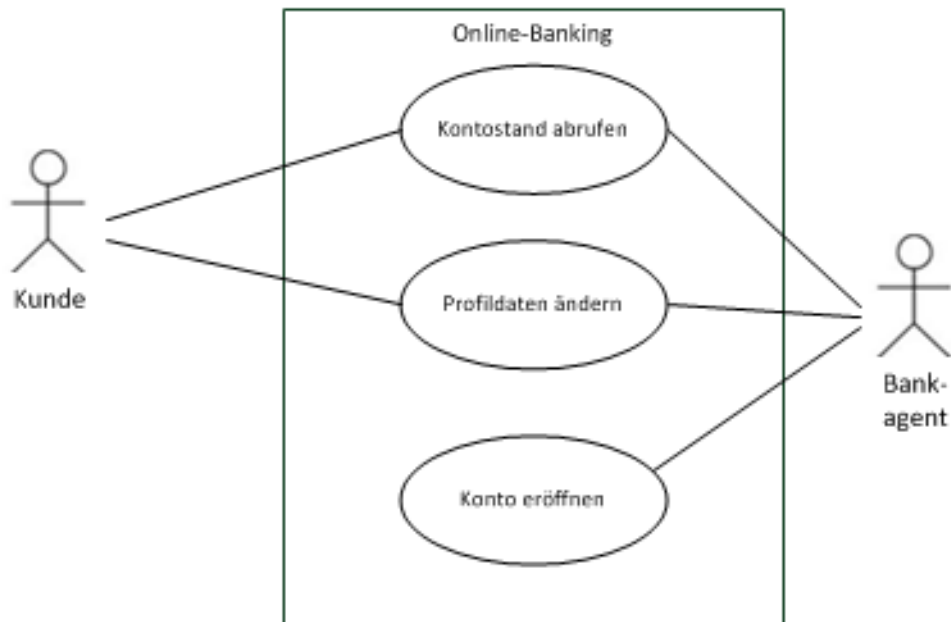 Online-Banking
Kontostand abrufen
Kunde
Profildaten ändern
Bank-
agent
Konto eröffnen